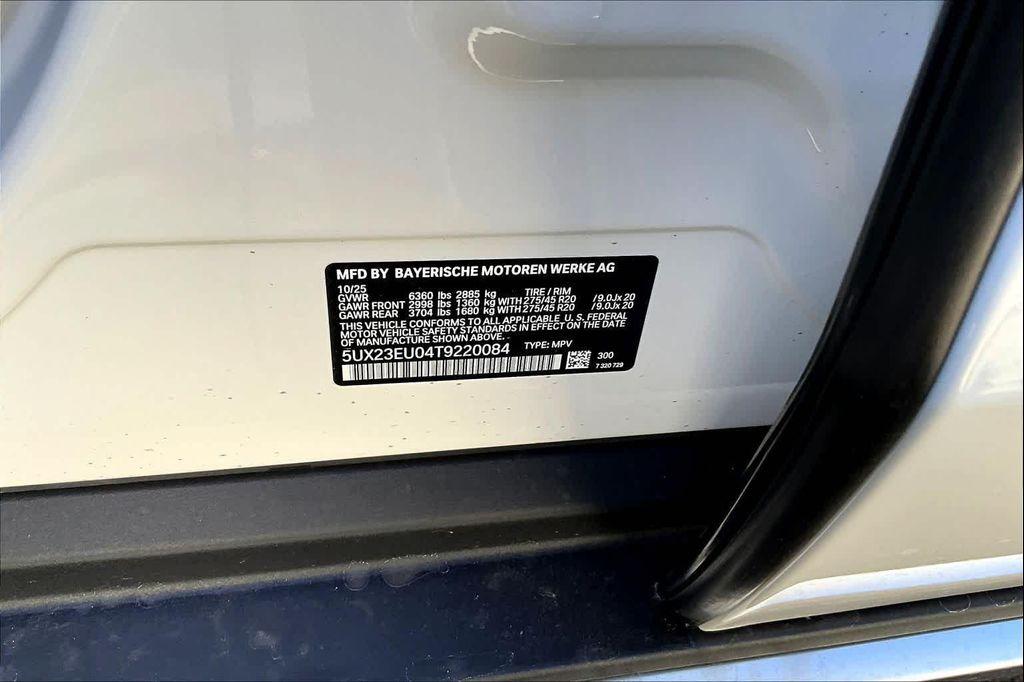 MFD BY BAYERISCHE MOTOREN WERKE AG
10/25 TIRE / RIM
GVWR 6360 lbs 2885 kg
GAWR FRONT 2998 lbs 1360 kg WITH 275/45 R20 /9.0Jx20
GAWR REAR 3704 lbs 1680 kg WITH 275/45 R20 /9.0Jx 20
THIS VEHICLE CONFORMS TO ALL APPLICABLE U. S. FEDERAL
MOTOR VEHICLE SAFETY STANDARDS IN EFFECT ON THE DATE
OF MANUFACTURE SHOWN ABOVE.-
5UX23EU04T9220084 TYPE: MPV
300
7 320 729